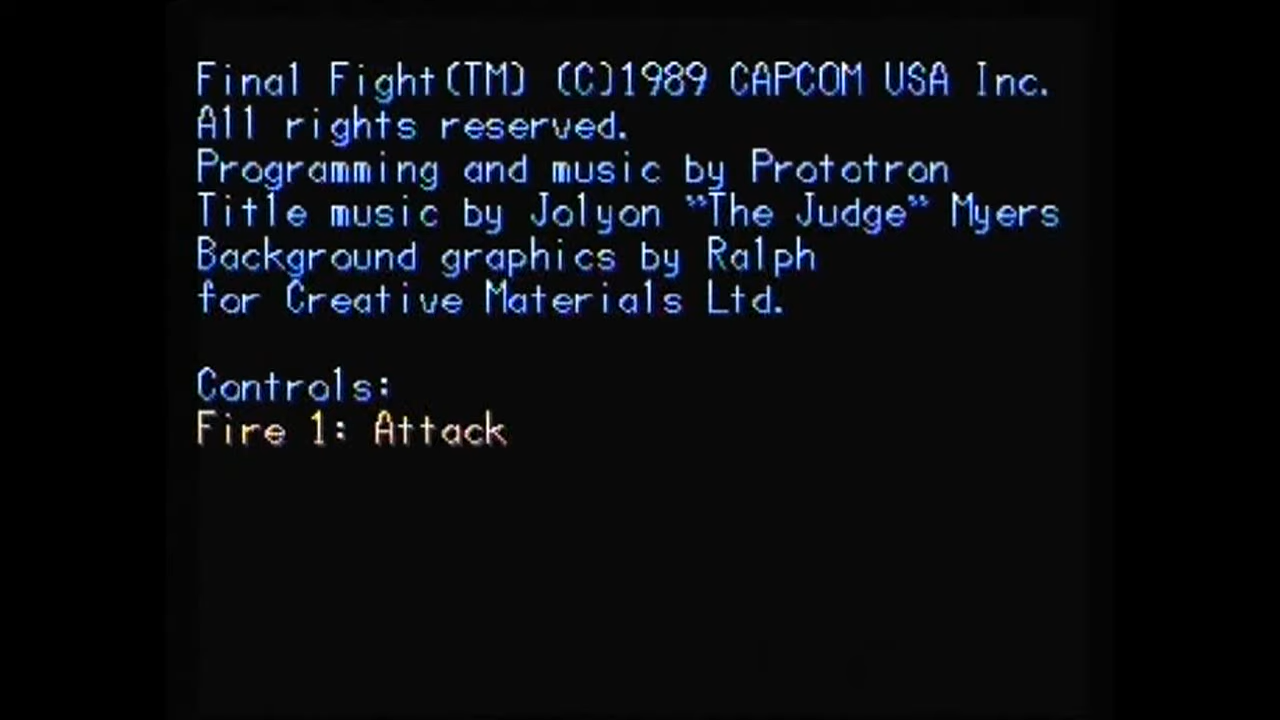 Final Fight(TM) (C)1989 CAPCOM USA Inc.
All rights reserved.
Programming and music by Prototron
Title music by Jolyon "The Judge" Myers
Background graphics by Ralph
for Creative Materials Ltd.
Controls:
Fire 1: Attack